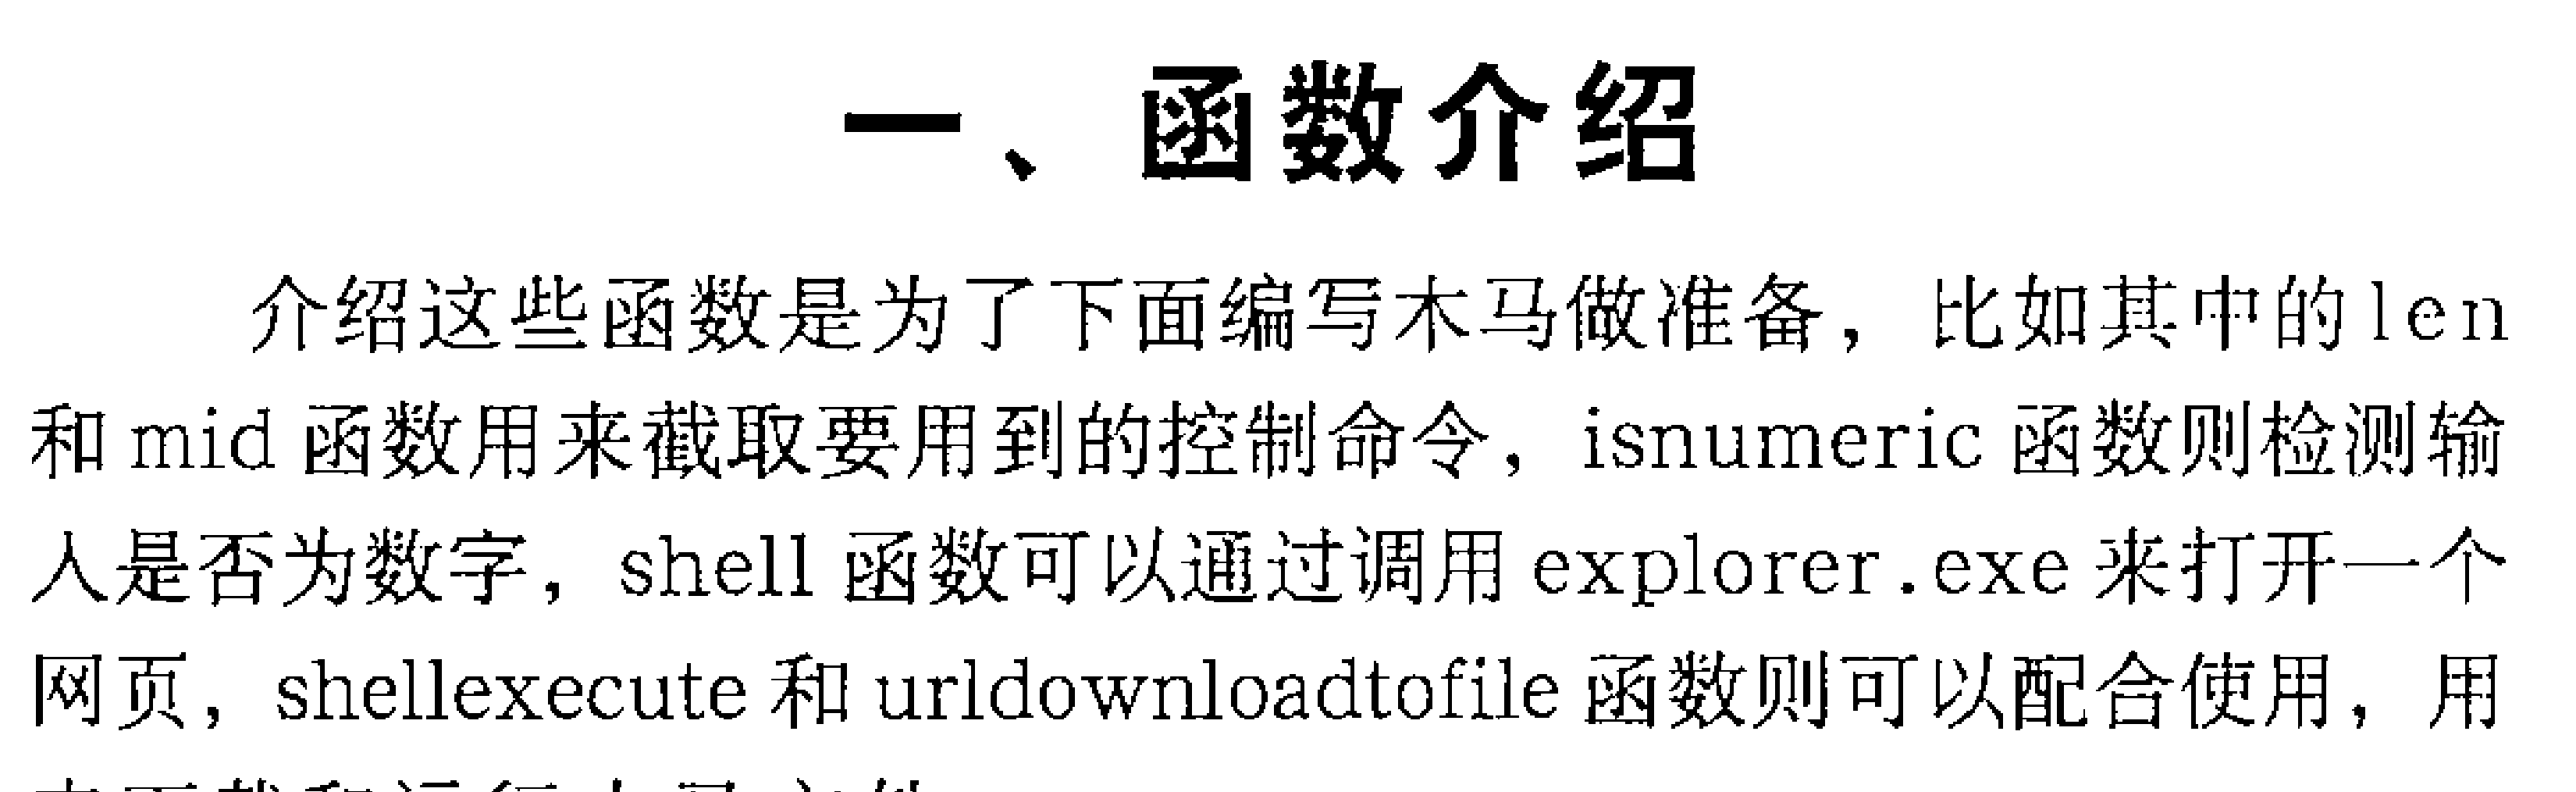 一、函数介绍
介绍这些函数是为了下面编写木马做准备，比如其中的len
和mid函数用来截取要用到的控制命令，isnumeric函数则检测输
入是否为数字，shell函数可以通过调用explorer.exe来打开一个
网页，shellexecute和urldownloadtofile函数则可以配合使用，用